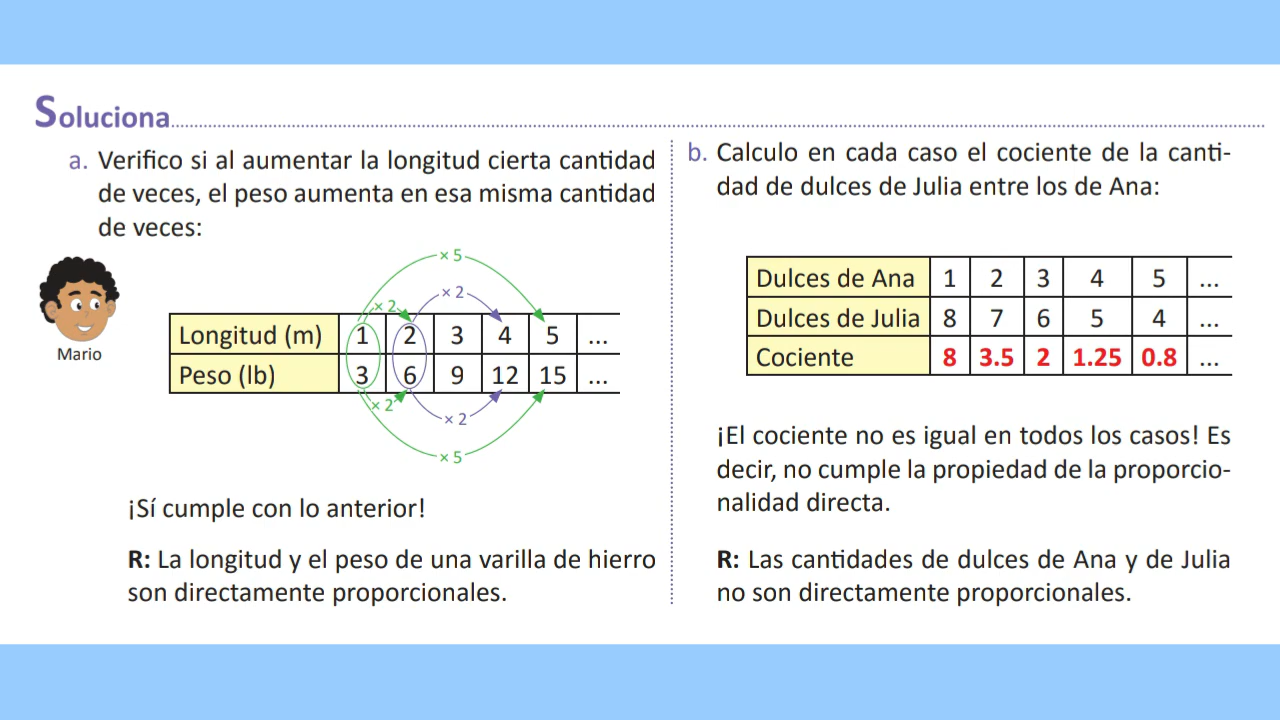 Soluciona
a. Verifico si al aumentar la longitud cierta cantidad
de veces, el peso aumenta en esa misma cantidad
de veces:
Mario
× 5
× 2
× 2
Longitud (m) 1 2 3 4 5 ...
Peso (lb) 3 6 9 12 15 ...
× 2
× 2
× 5
¡Sí cumple con lo anterior!
R: La longitud y el peso de una varilla de hierro
son directamente proporcionales.
b. Calculo en cada caso el cociente de la canti-
dad de dulces de Julia entre los de Ana:
Dulces de Ana 1 2 3 4 5 ...
Dulces de Julia 8 7 6 5 4 ...
Cociente 8 3.5 2 1.25 0.8 ...
¡El cociente no es igual en todos los casos! Es
decir, no cumple la propiedad de la proporcio-
nalidad directa.
R: Las cantidades de dulces de Ana y de Julia
no son directamente proporcionales.